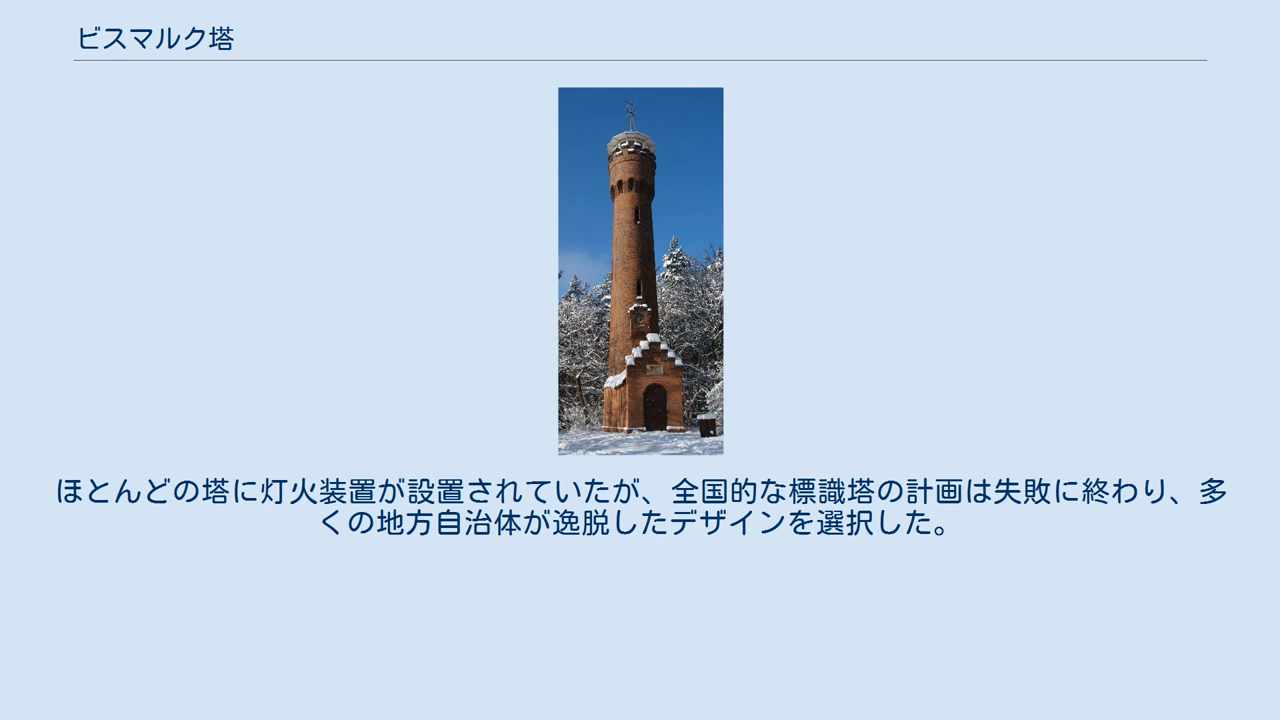 ビスマルク塔
ほとんどの塔に灯火装置が設置されていたが、全国的な標識塔の計画は失敗に終わり、多
くの地方自治体が逸脱したデザインを選択した。